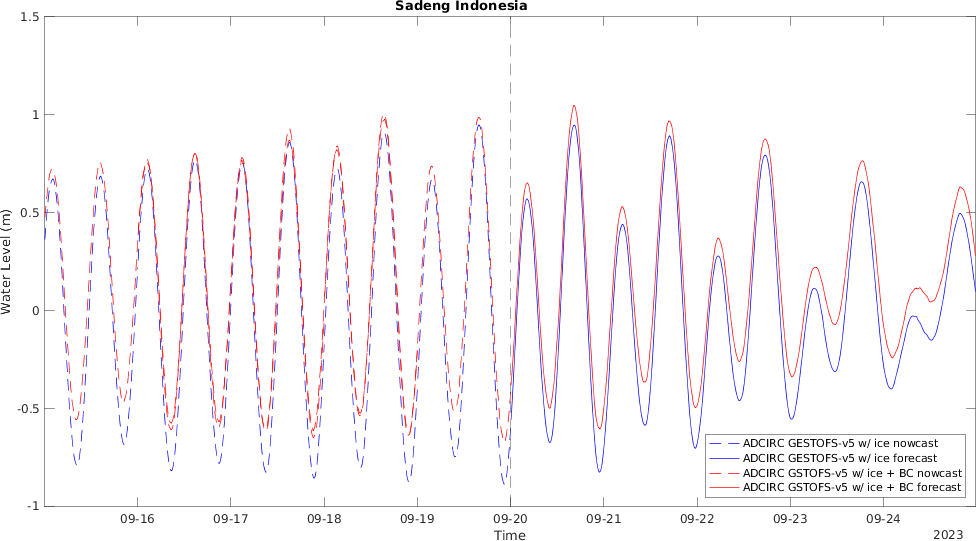 Sadeng Indonesia
1.5
1
0.5
0
-0.5
-1
Water Level (m)
09-16
09-17
09-18
09-19
09-20
09-21
09-22
09-23
09-24
Time
2023
ADCIRC GESTOFS-v5 w/ ice nowcast
ADCIRC GESTOFS-v5 w/ ice forecast
ADCIRC GSTOFS-v5 w/ ice + BC nowcast
ADCIRC GSTOFS-v5 w/ ice + BC forecast